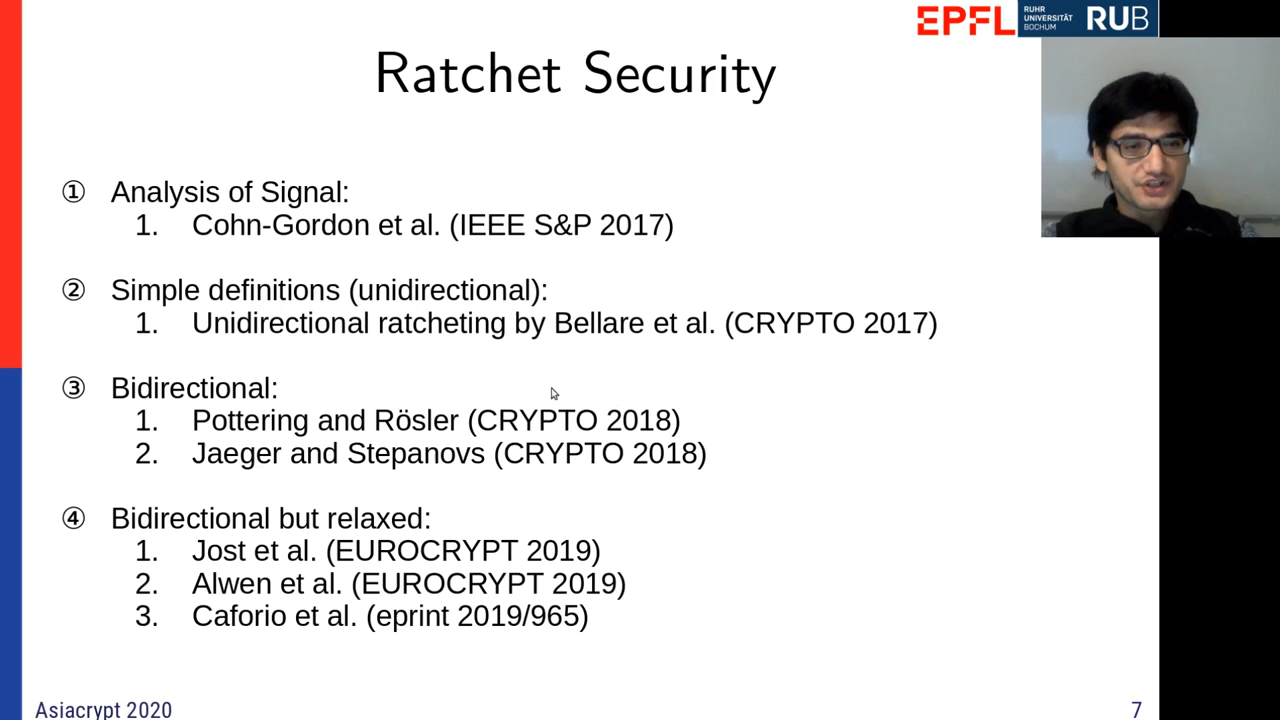 EPFL
RUHR
UNIVERSITÄT
BOCHUM
RUB
Ratchet Security
① Analysis of Signal:
1. Cohn-Gordon et al. (IEEE S&P 2017)
② Simple definitions (unidirectional):
1. Unidirectional ratcheting by Bellare et al. (CRYPTO 2017)
③ Bidirectional:
1. Pottering and Rösler (CRYPTO 2018)
2. Jaeger and Stepanovs (CRYPTO 2018)
④ Bidirectional but relaxed:
1. Jost et al. (EUROCRYPT 2019)
2. Alwen et al. (EUROCRYPT 2019)
3. Caforio et al. (eprint 2019/965)
Asiacrypt 2020
7